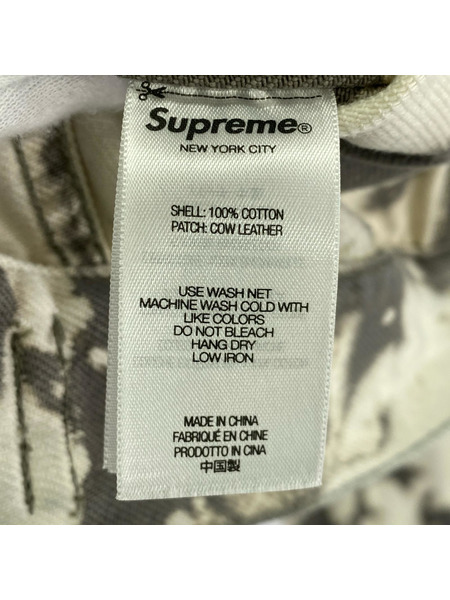 Supreme®
NEW YORK CITY
SHELL: 100% COTTON
PATCH: COW LEATHER
USE WASH NET
MACHINE WASH COLD WITH
LIKE COLORS
DO NOT BLEACH
HANG DRY
LOW IRON
MADE IN CHINA
FABRIQUÉ EN CHINE
PRODOTTO IN CINA
中国製